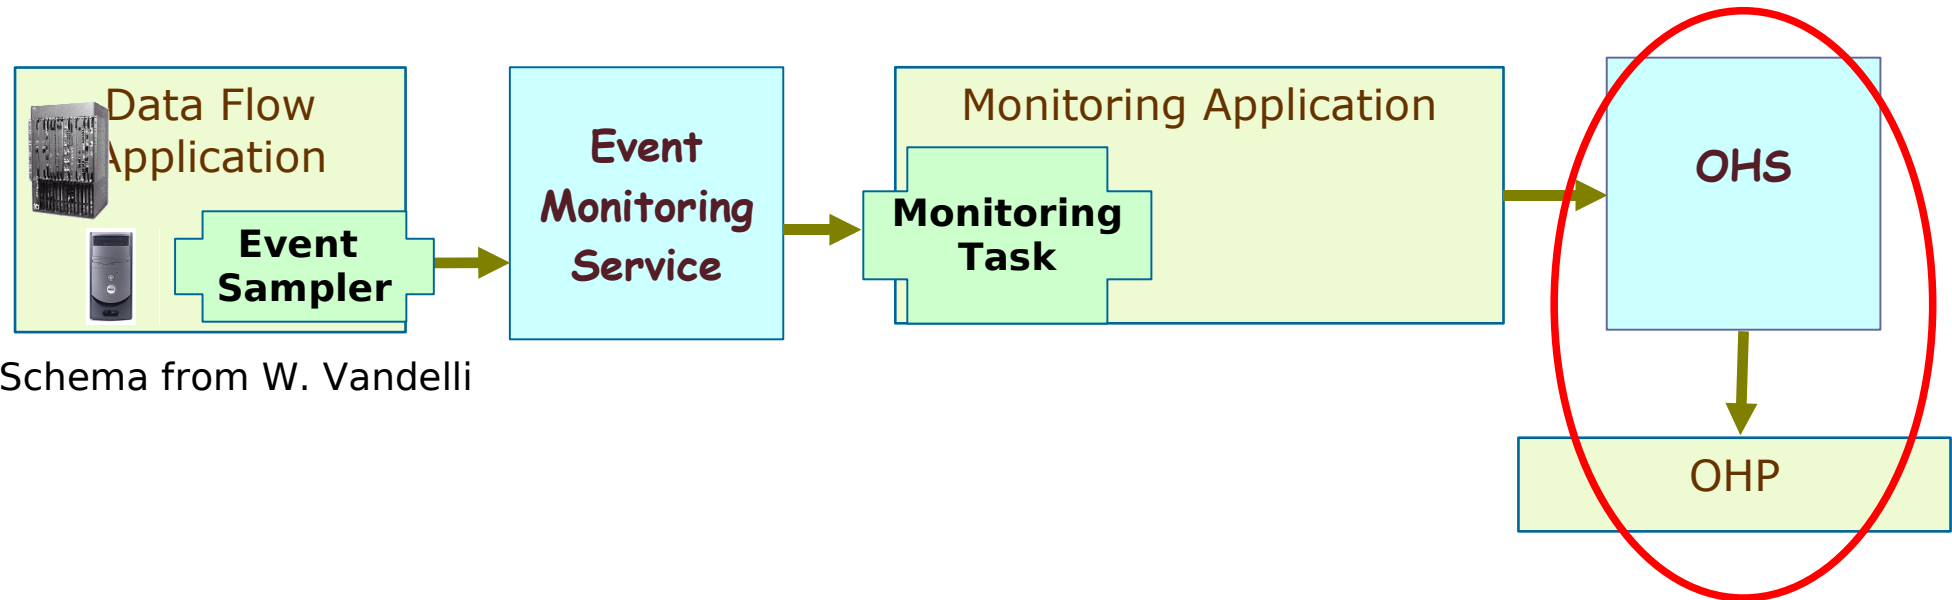 Data Flow
Application
Event
Sampler
Event
Monitoring
Service
Monitoring Application
Monitoring
Task
OHS
OHP
Schema from W. Vandelli